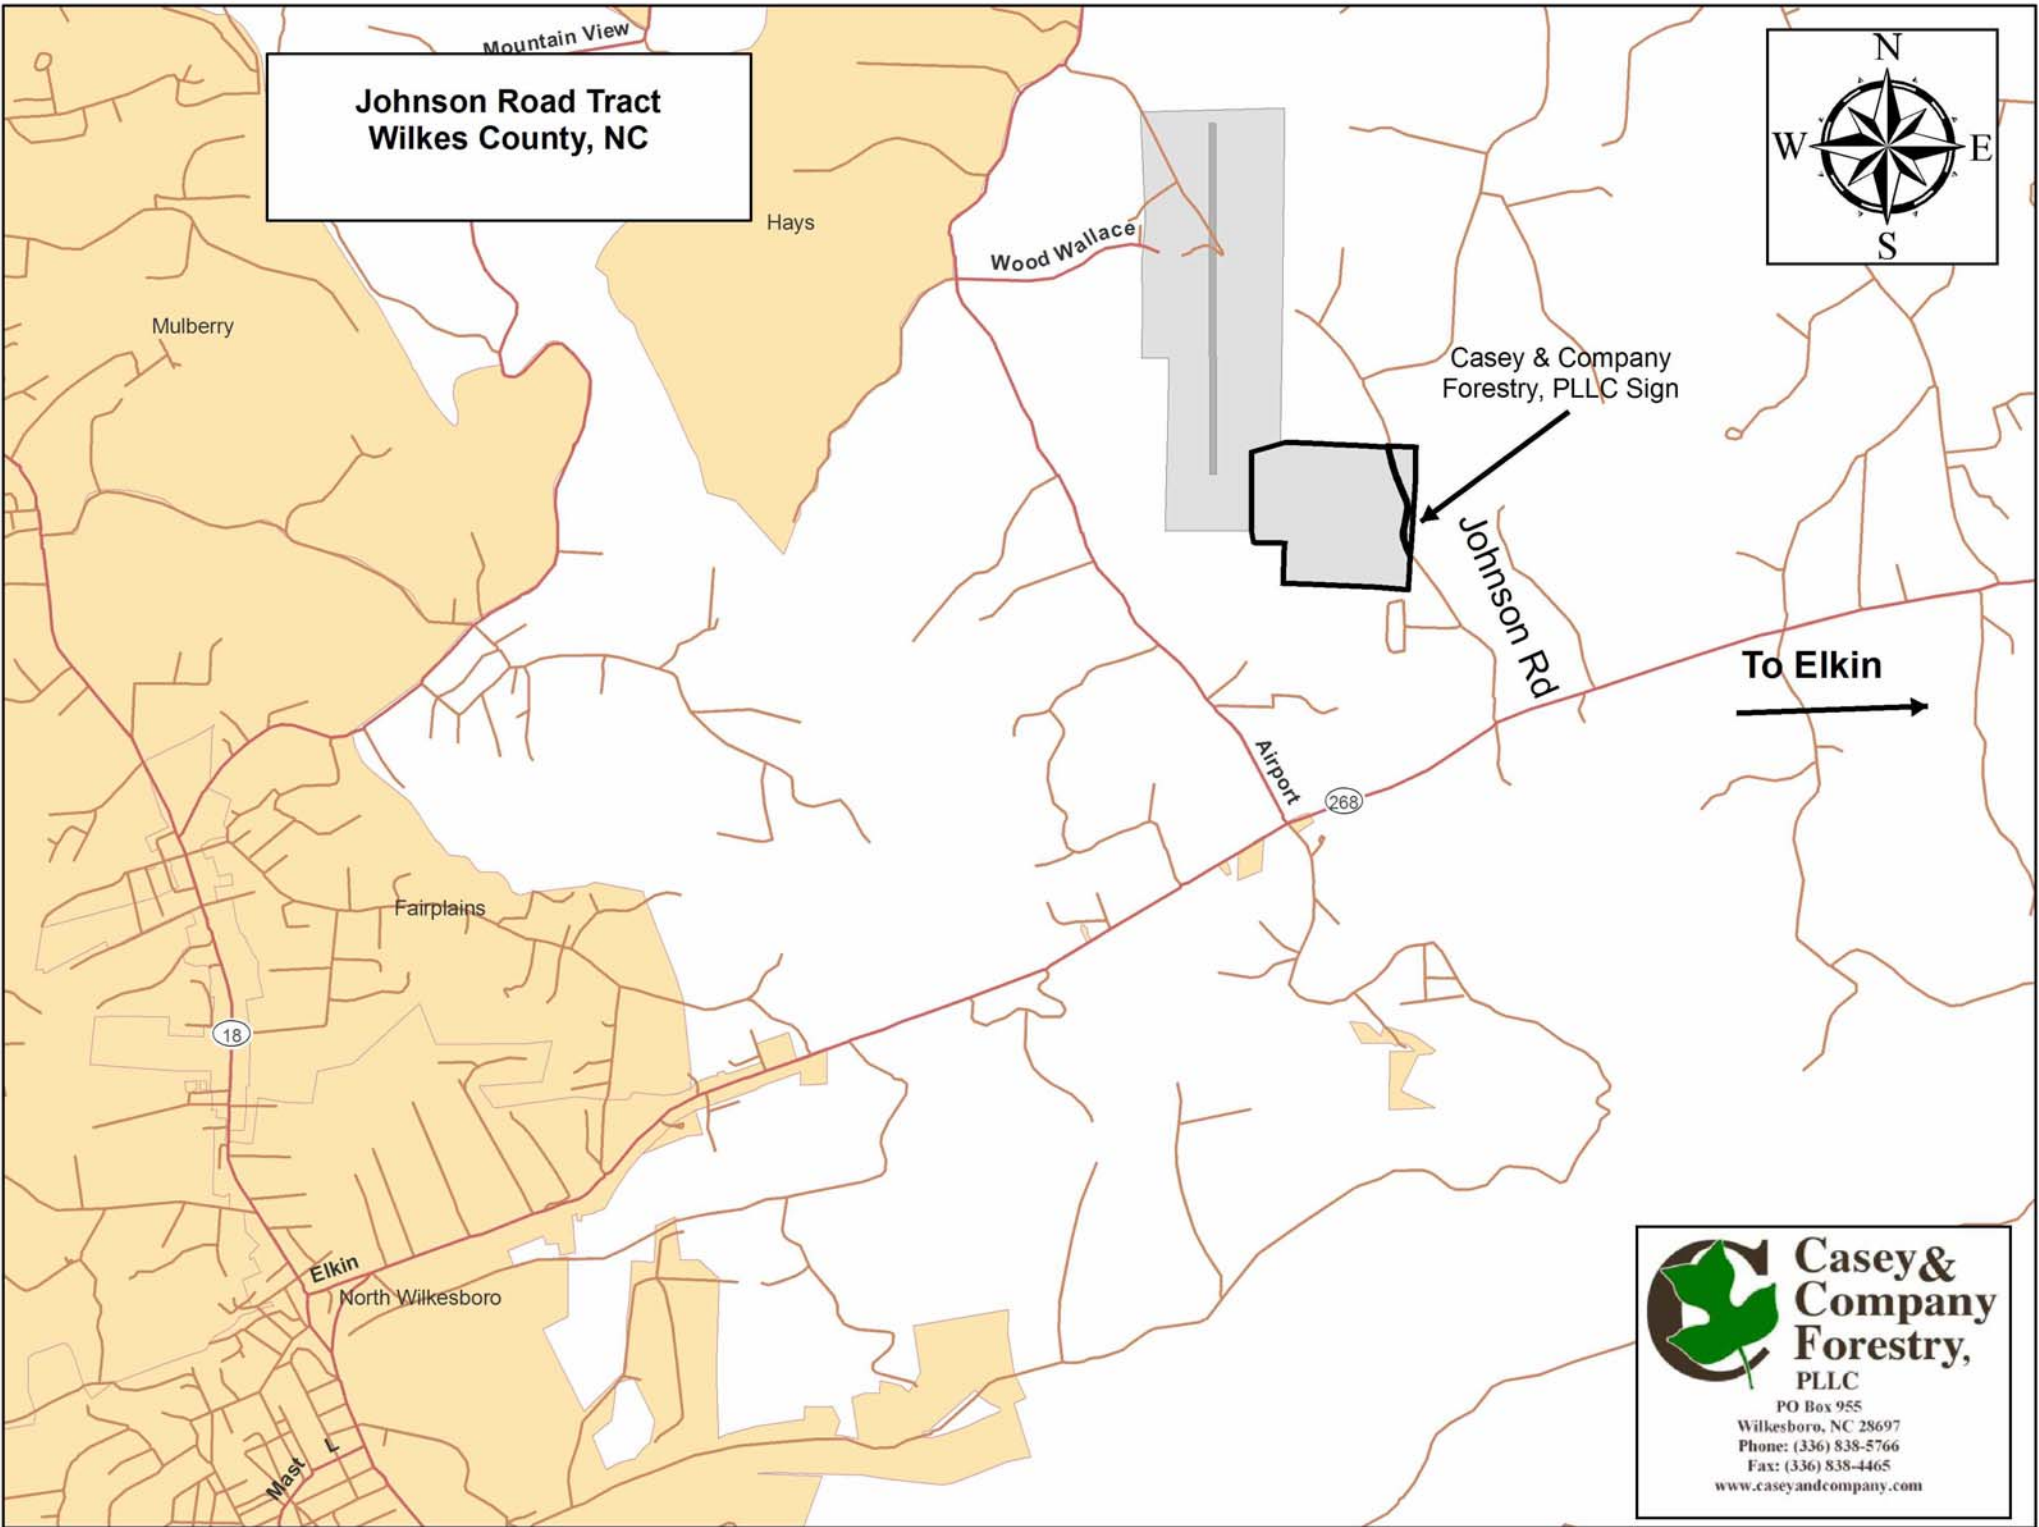 Mountain View
Johnson Road Tract
Wilkes County, NC
N
W
E
S
Hays
Wood Wallace
Mulberry
Casey & Company
Forestry, PLLC Sign
Johnson Rd
To Elkin
Airport
268
Fairplains
18
Elkin
North Wilkesboro
L
Mast
Casey &
Company
Forestry,
PLLC
PO Box 955
Wilkesboro, NC 28697
Phone: (336) 838-5766
Fax: (336) 838-4465
www.caseyandcompany.com